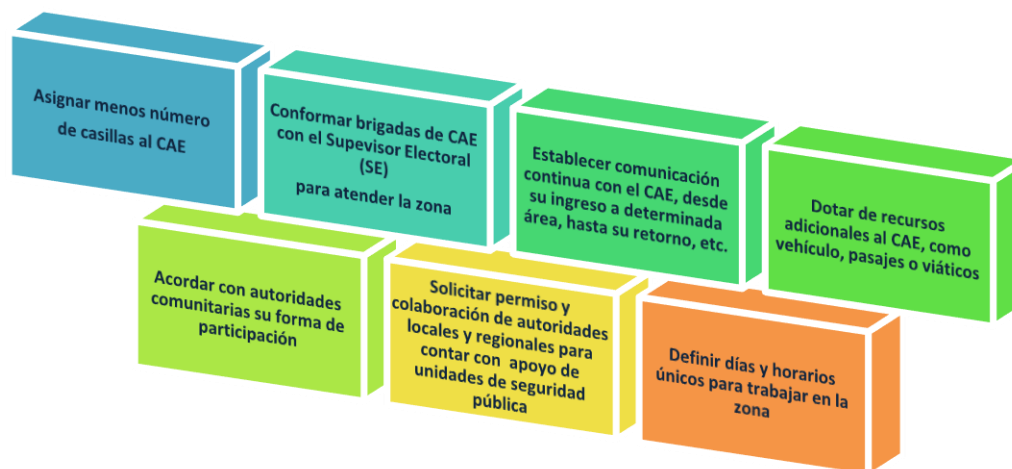 Asignar menos número
de casillas al CAE
Conformar brigadas de CAE
con el Supevisor Electoral
(SE)
para atender la zona
Establecer comunicación
continua con el CAE, desde
su ingreso a determinada
área, hasta su retorno, etc.
Dotar de recursos
adicionales al CAE, como
vehículo, pasajes o viáticos
Acordar con autoridades
comunitarias su forma de
participación
Solicitar permiso y
colaboración de autoridades
locales y regionales para
contar con apoyo de
unidades de seguridad
pública
Definir días y horarios
únicos para trabajar en la
zona